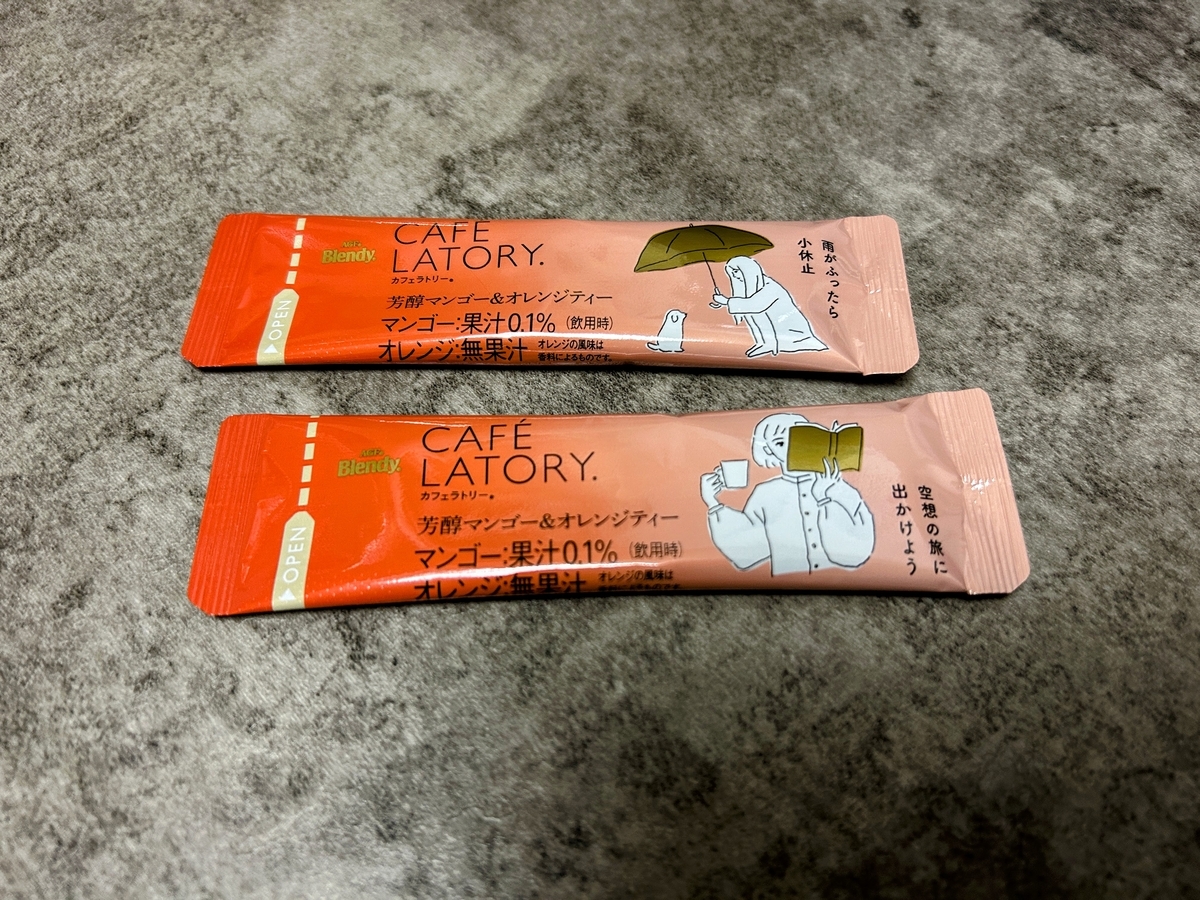 AGF
Blendy.
CAFÉ
LATORY.
カフェラトリー®
芳醇マンゴー&オレンジティー
マンゴー:果汁0.1%(飲用時)
オレンジ:無果汁
オレンジの風味は
香料によるものです。
OPEN
雨がふったら
小休止
AGF
Blendy.
CAFÉ
LATORY.
カフェラトリー®
芳醇マンゴー&オレンジティー
マンゴー:果汁0.1%(飲用時)
オレンジ:無果汁
オレンジの風味は
OPEN
空想の旅に
出かけよう